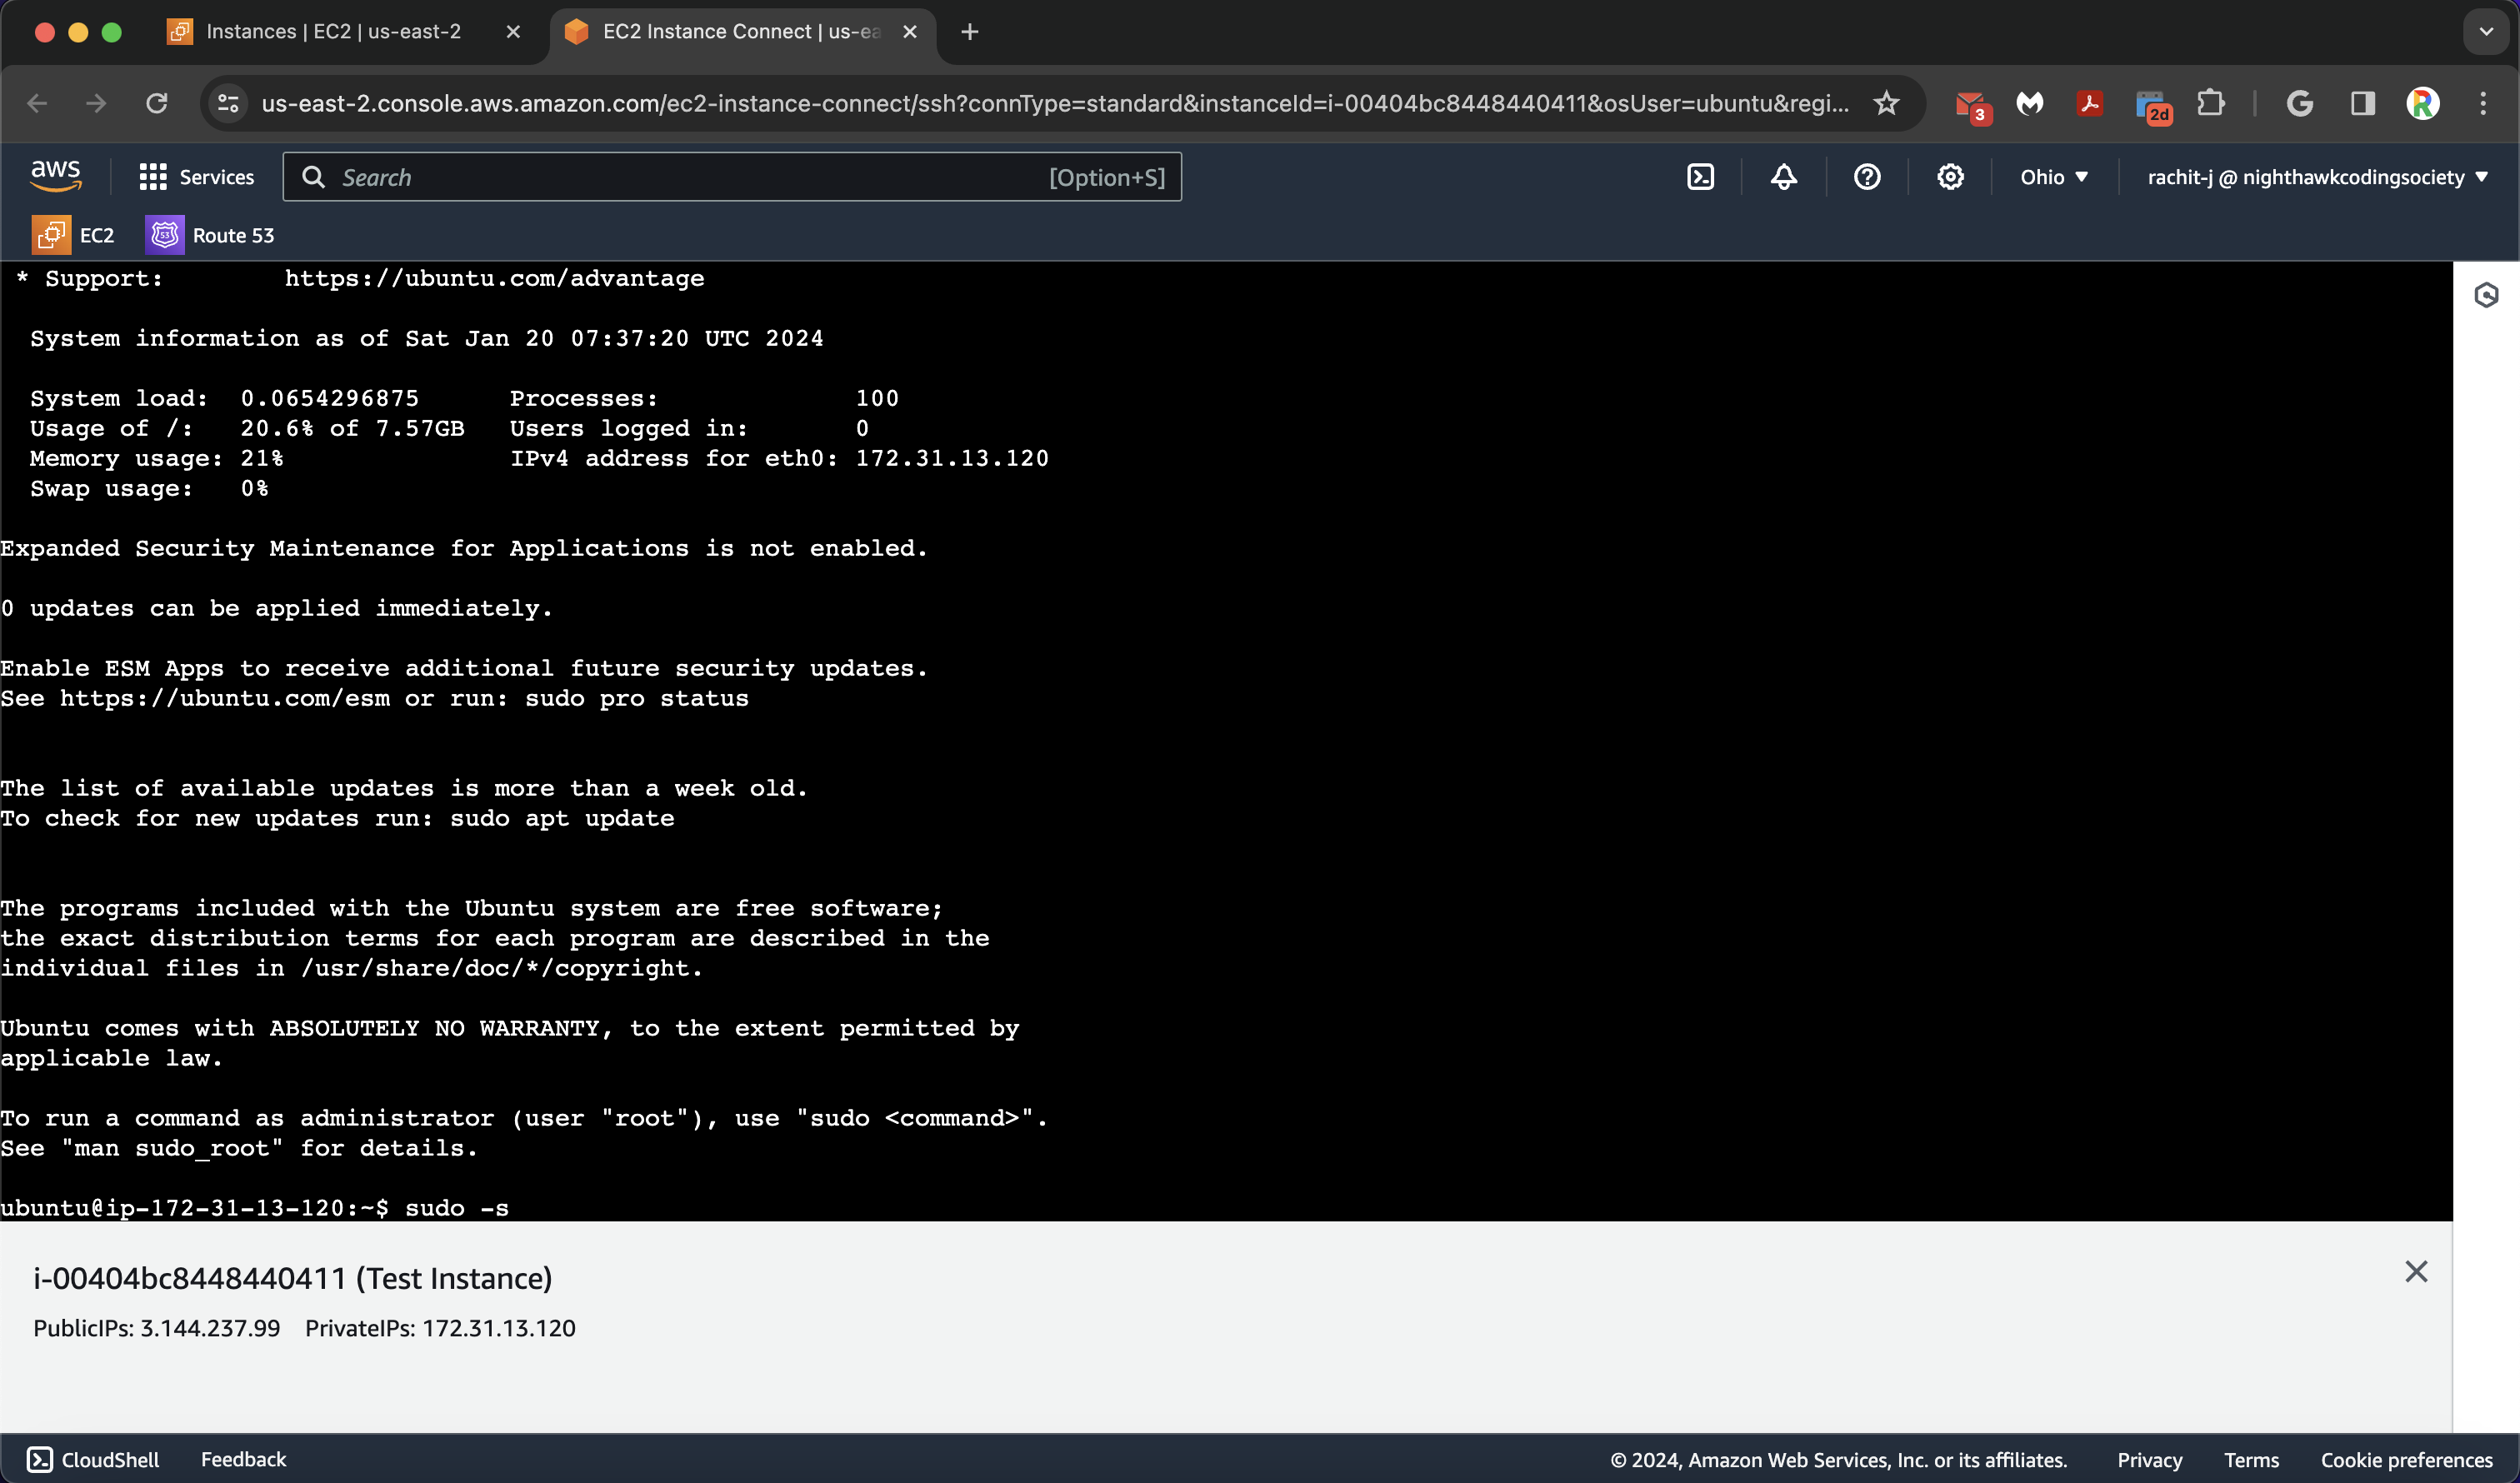 Instances | EC2 | us-east-2
EC2 Instance Connect | us-ea
us-east-2.console.aws.amazon.com/ec2-instance-connect/ssh?connType=standard&instanceId=i-00404bc8448440411&osUser=ubuntu&regi...
3
2d
aws
Services
Search
[Option+S]
Ohio
rachit-j @ nighthawkcodingsociety
EC2
53
Route 53
* Support:        https://ubuntu.com/advantage
System information as of Sat Jan 20 07:37:20 UTC 2024
System load:  0.0654296875      Processes:             100
Usage of /:   20.6% of 7.57GB   Users logged in:       0
Memory usage: 21%               IPv4 address for eth0: 172.31.13.120
Swap usage:   0%
Expanded Security Maintenance for Applications is not enabled.
0 updates can be applied immediately.
Enable ESM Apps to receive additional future security updates.
See https://ubuntu.com/esm or run: sudo pro status
The list of available updates is more than a week old.
To check for new updates run: sudo apt update
The programs included with the Ubuntu system are free software;
the exact distribution terms for each program are described in the
individual files in /usr/share/doc/*/copyright.
Ubuntu comes with ABSOLUTELY NO WARRANTY, to the extent permitted by
applicable law.
To run a command as administrator (user "root"), use "sudo <command>".
See "man sudo_root" for details.
ubuntu@ip-172-31-13-120:~$ sudo -s
i-00404bc8448440411 (Test Instance)
PublicIPs: 3.144.237.99    PrivateIPs: 172.31.13.120
CloudShell
Feedback
© 2024, Amazon Web Services, Inc. or its affiliates.
Privacy
Terms
Cookie preferences